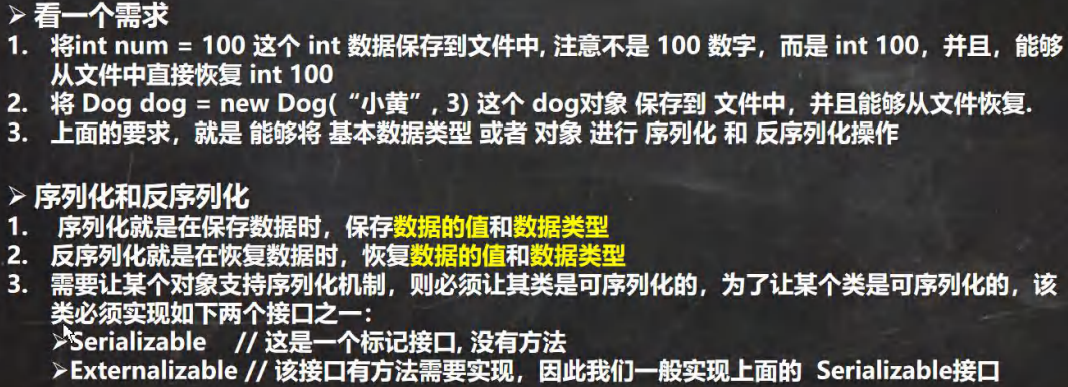 ➢ 看一个需求
1. 将int num = 100 这个 int 数据保存到文件中, 注意不是 100 数字，而是 int 100，并且，能够
从文件中直接恢复 int 100
2. 将 Dog dog = new Dog(“小黄”, 3) 这个 dog对象 保存到 文件中，并且能够从文件恢复.
3. 上面的要求，就是 能够将 基本数据类型 或者 对象 进行 序列化 和 反序列化操作
➢ 序列化和反序列化
1. 序列化就是在保存数据时，保存数据的值和数据类型
2. 反序列化就是在恢复数据时，恢复数据的值和数据类型
3. 需要让某个对象支持序列化机制，则必须让其类是可序列化的，为了让某个类是可序列化的，该
类必须实现如下两个接口之一：
➢Serializable // 这是一个标记接口, 没有方法
➢Externalizable // 该接口有方法需要实现，因此我们一般实现上面的 Serializable接口